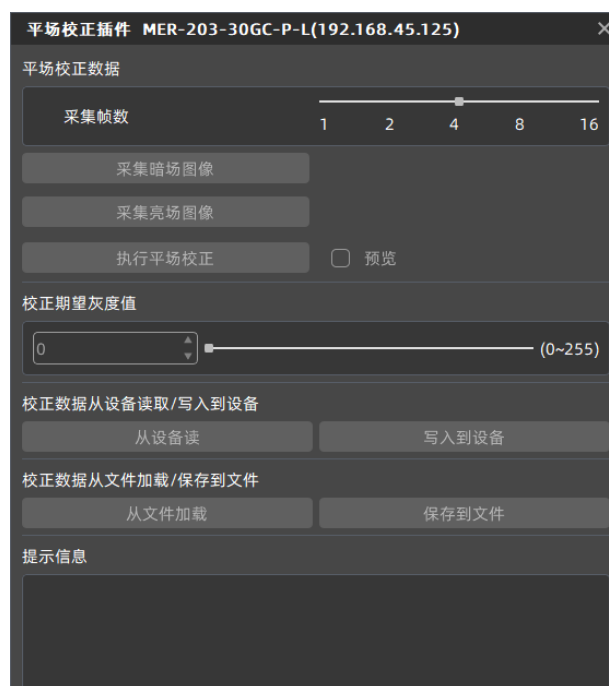 平场校正插件 MER-203-30GC-P-L(192.168.45.125)
平场校正数据
采集帧数
1 2 4 8 16
采集暗场图像
采集亮场图像
执行平场校正 预览
校正期望灰度值
0 (0~255)
校正数据从设备读取/写入到设备
从设备读 写入到设备
校正数据从文件加载/保存到文件
从文件加载 保存到文件
提示信息